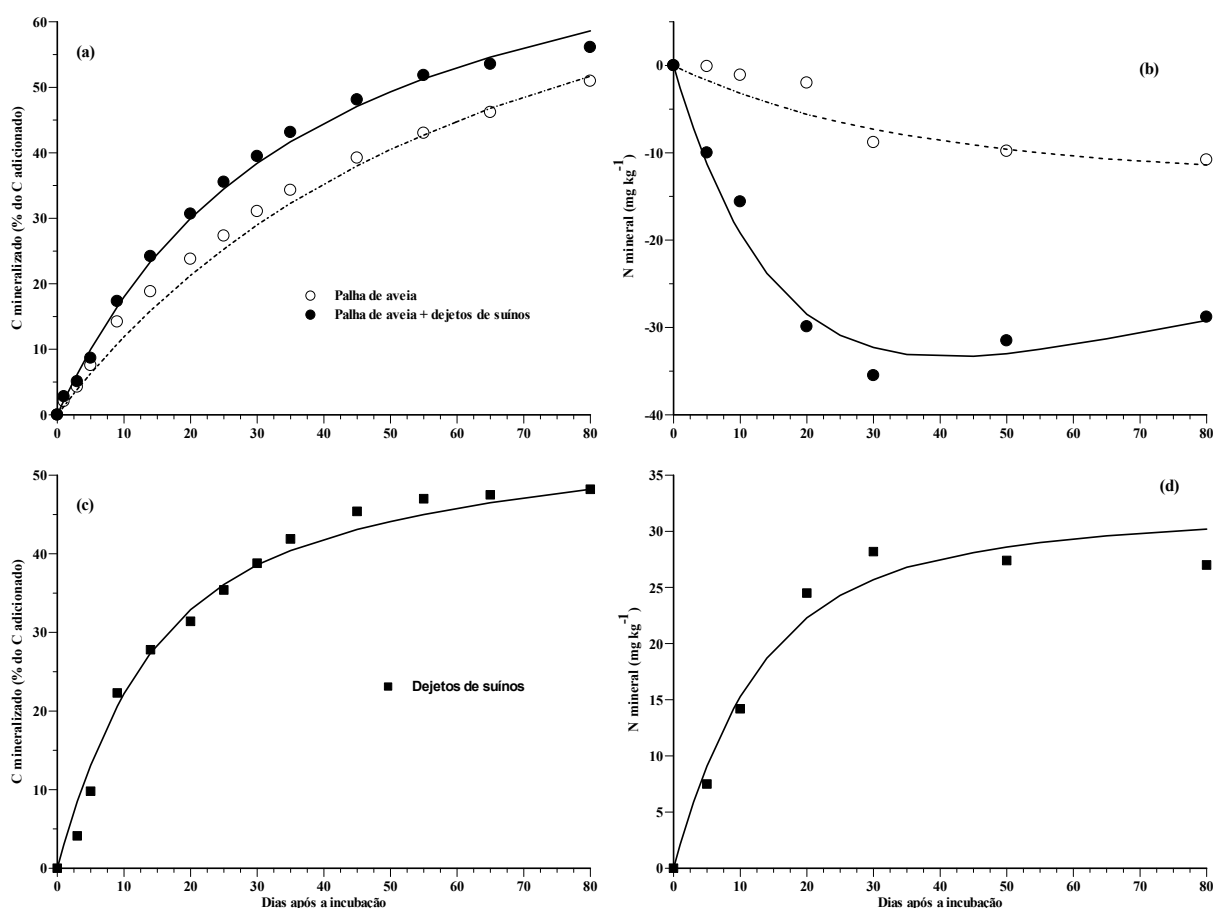 (a)
C mineralizado (% do C adicionado)
60
50
40
30
20
10
0
Palha de aveia
Palha de aveia + dejetos de suínos
0 10 20 30 40 50 60 70 80
(b)
N mineral (mg kg-1)
0
-10
-20
-30
-40
0 10 20 30 40 50 60 70 80
(c)
C mineralizado (% do C adicionado)
50
40
30
20
10
0
Dejetos de suínos
0 10 20 30 40 50 60 70 80
Dias após a incubação
(d)
N mineral (mg kg-1)
35
30
25
20
15
10
5
0
0 10 20 30 40 50 60 70 80
Dias após a incubação